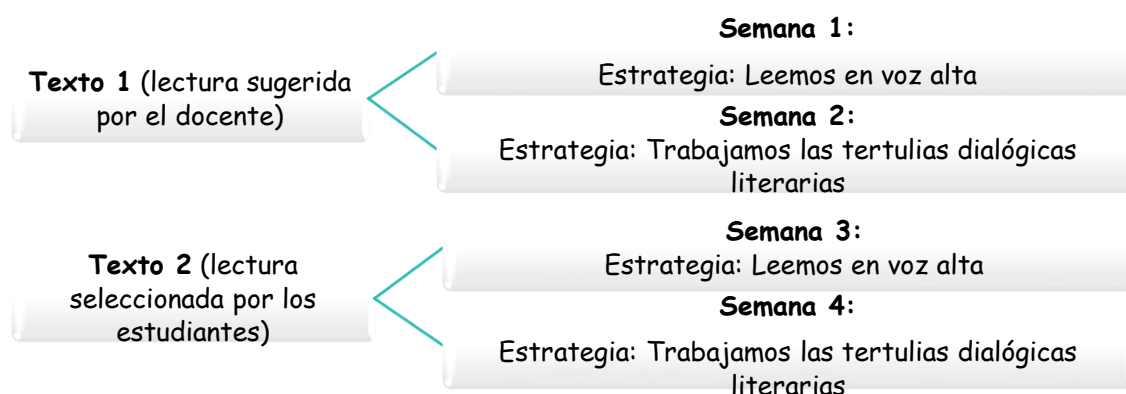 Texto 1 (lectura sugerida
por el docente)
Semana 1:
Estrategia: Leemos en voz alta
Semana 2:
Estrategia: Trabajamos las tertulias dialógicas
literarias
Texto 2 (lectura
seleccionada por los
estudiantes)
Semana 3:
Estrategia: Leemos en voz alta
Semana 4:
Estrategia: Trabajamos las tertulias dialógicas
literarias